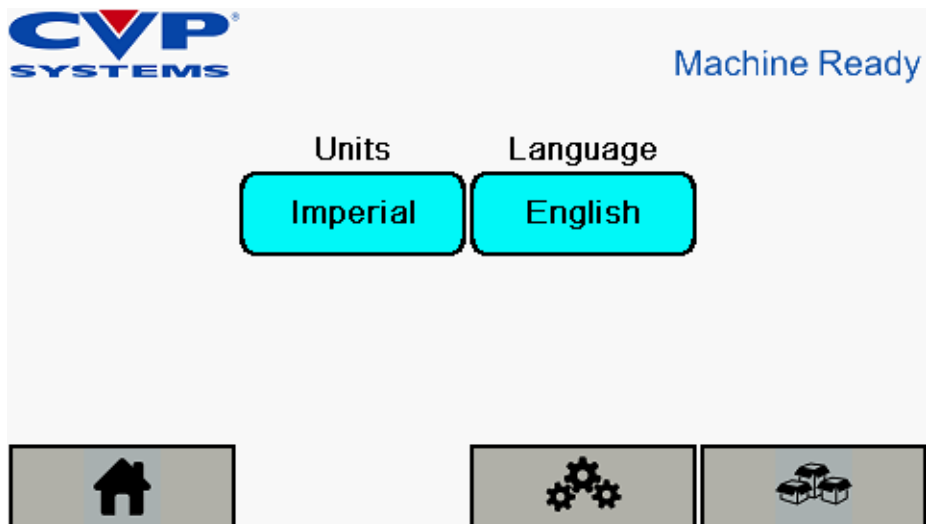 CVP®
SYSTEMS
Machine Ready
Units Language
Imperial English